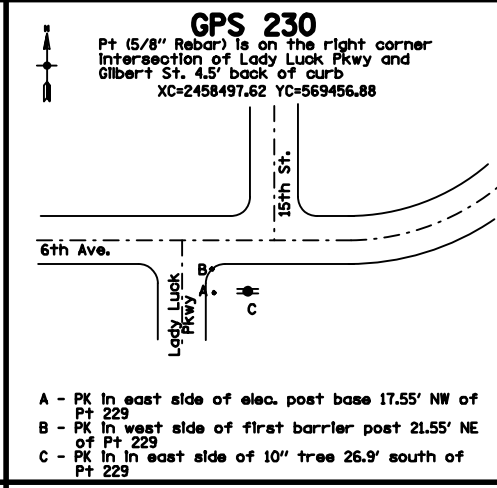 GPS 230
Pt (5/8" Rebar) is on the right corner
intersection of Lady Luck Pkwy and
Gilbert St. 4.5' back of curb
XC=2458497.62 YC=569456.88
N
15th St.
6th Ave.
B
A
C
Lady Luck
Pkwy
A - PK in east side of elec. post base 17.55' NW of
Pt 229
B - PK in west side of first barrier post 21.55' NE
of Pt 229
C - PK in in east side of 10" tree 26.9' south of
Pt 229